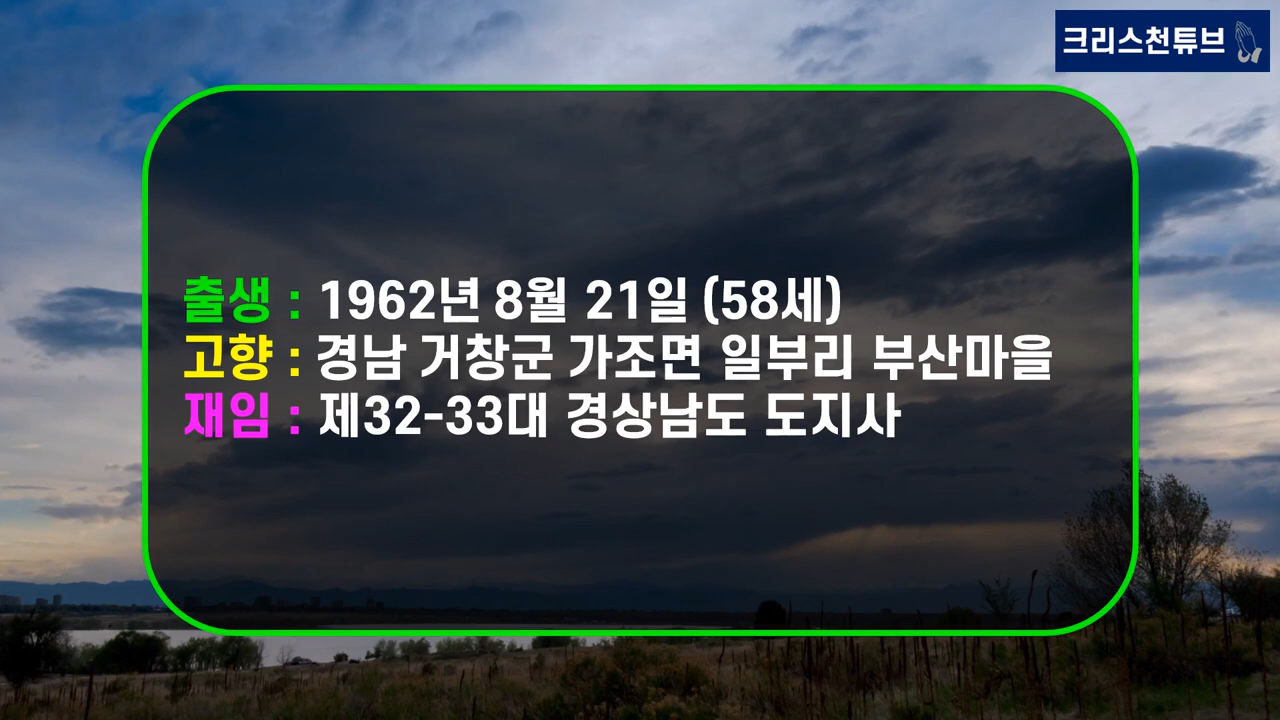 크리스천튜브
출생 : 1962년 8월 21일 (58세)
고향 : 경남 거창군 가조면 일부리 부산마을
재임 : 제32-33대 경상남도 도지사